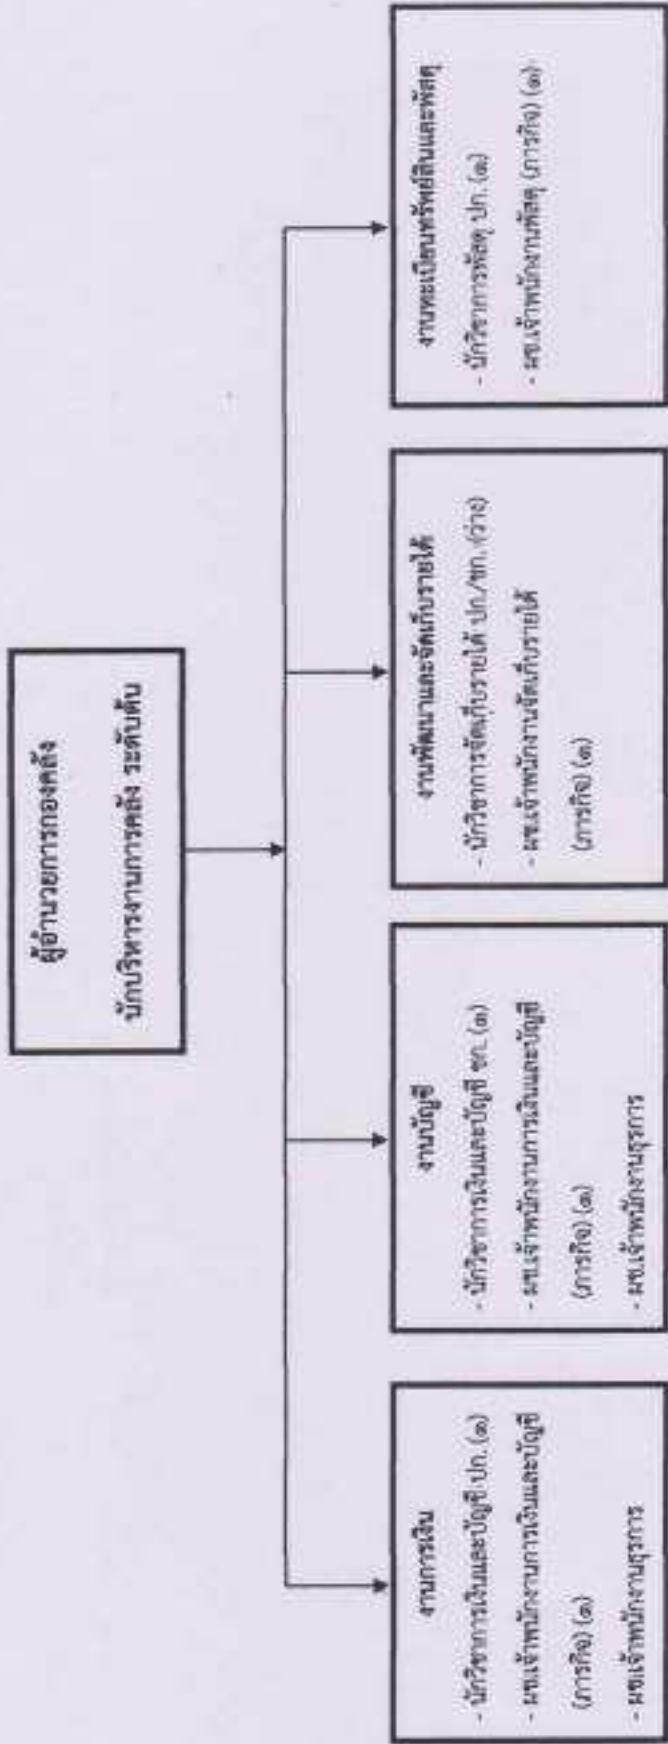 ผู้อำนวยการกองคลัง
นักบริหารงานการคลัง ระดับต้น
งานการเงิน
- นักวิชาการเงินและบัญชี ปก. (๑)
- ผช.เจ้าพนักงานการเงินและบัญชี
(ภารกิจ) (๑)
- ผช.เจ้าพนักงานธุรการ
งานบัญชี
- นักวิชาการเงินและบัญชี ชก. (๑)
- ผช.เจ้าพนักงานการเงินและบัญชี
(ภารกิจ) (๑)
- ผช.เจ้าพนักงานธุรการ
งานพัฒนาและจัดเก็บรายได้
- นักวิชาการจัดเก็บรายได้ ปก./ชก. (ว่าง)
- ผช.เจ้าพนักงานจัดเก็บรายได้
(ภารกิจ) (๑)
งานทะเบียนทรัพย์สินและพัสดุ
- นักวิชาการพัสดุ ปก. (๑)
- ผช.เจ้าพนักงานพัสดุ (ภารกิจ) (๑)